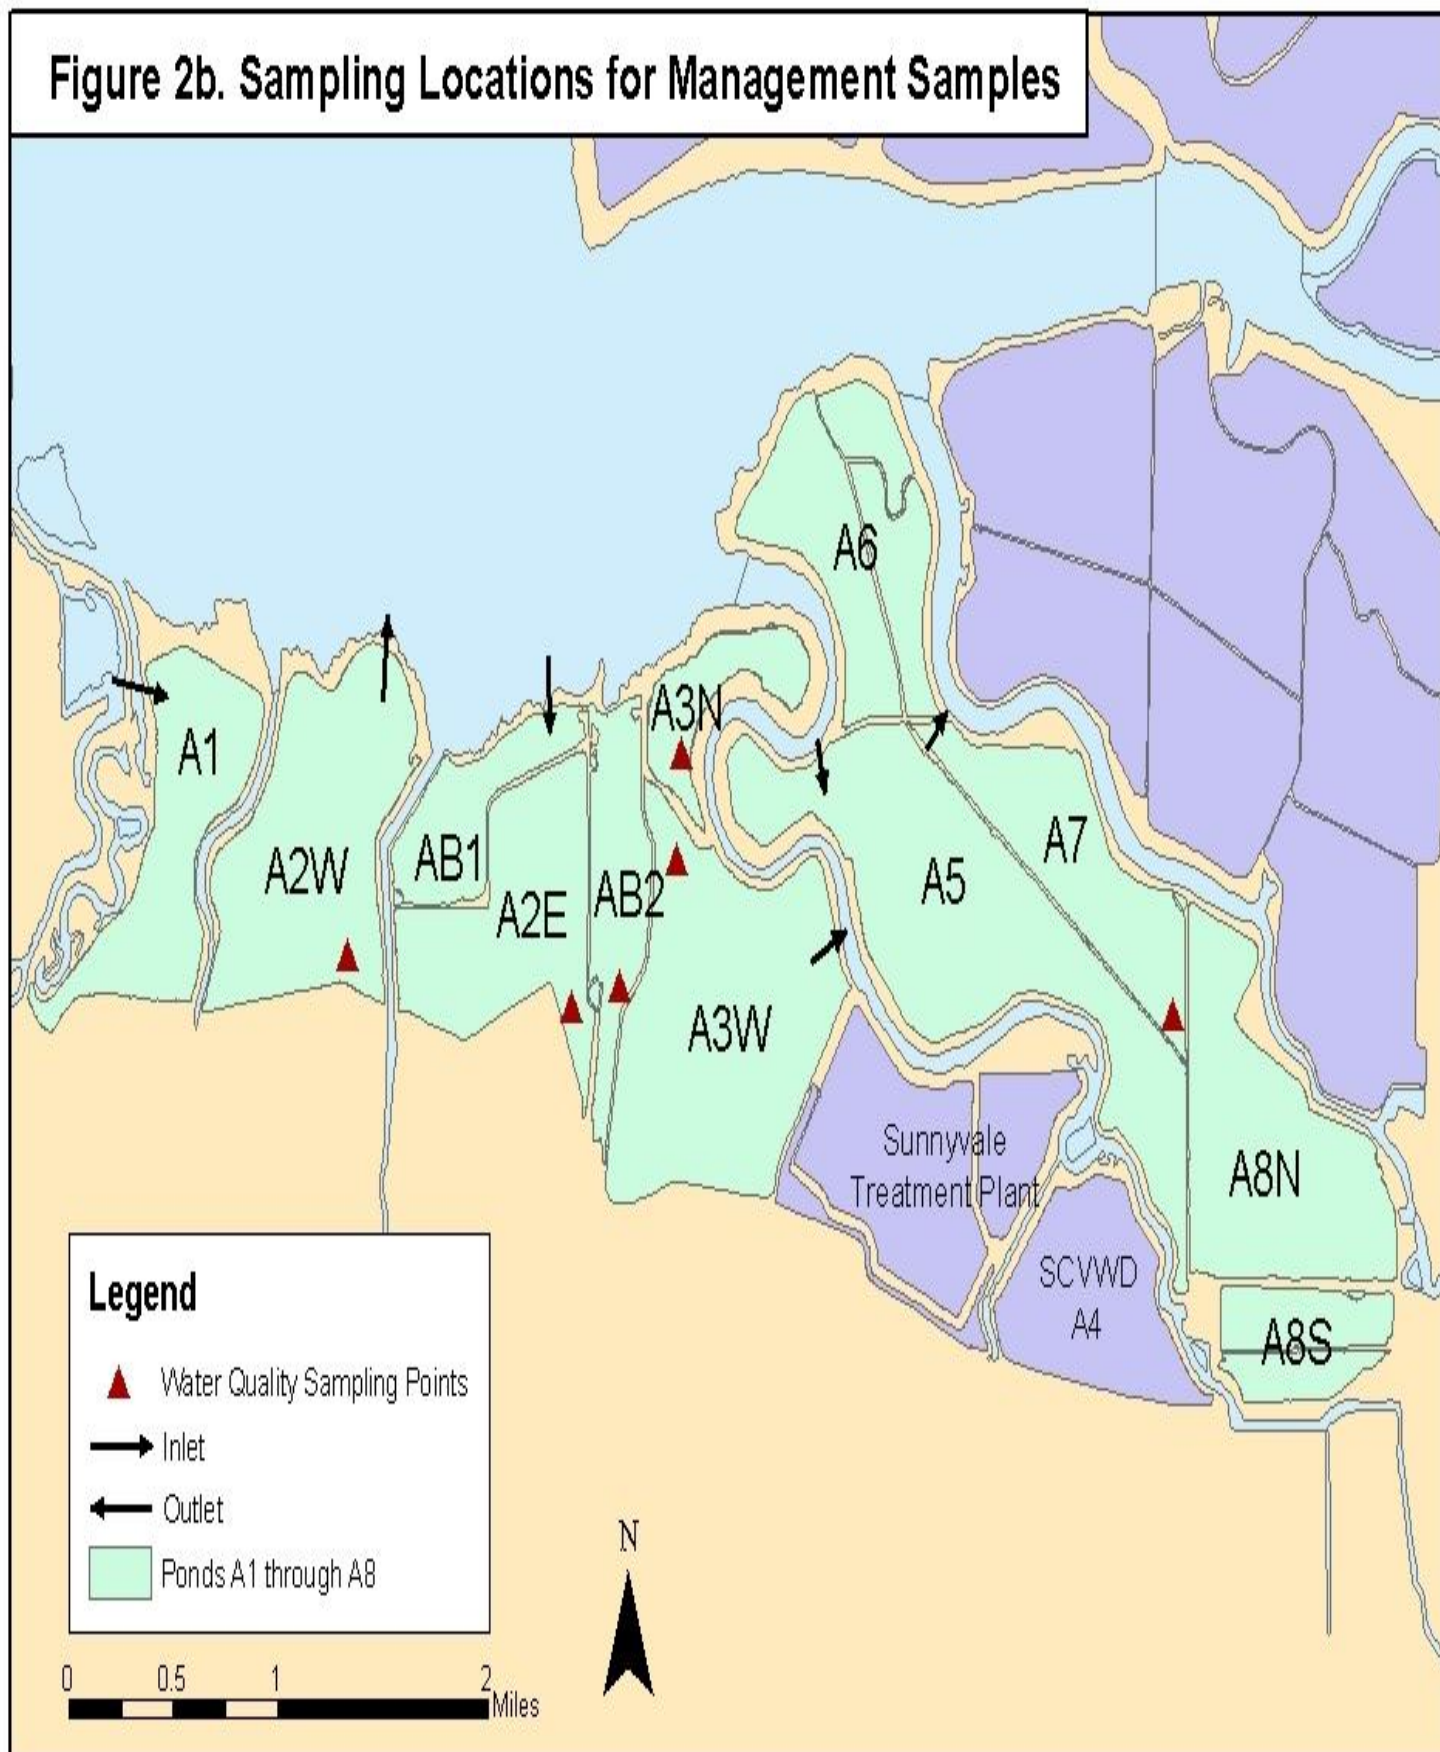 Figure 2b. Sampling Locations for Management Samples
A6
A3N
A1
A7
AB1
A2W
A5
AB2
A2E
A3W
Sunnyvale
Treatment Plant
A8N
SCVWD
A4
A8S
Legend
Water Quality Sampling Points
Inlet
Outlet
Ponds A1 through A8
N
0 0.5 1 2
Miles